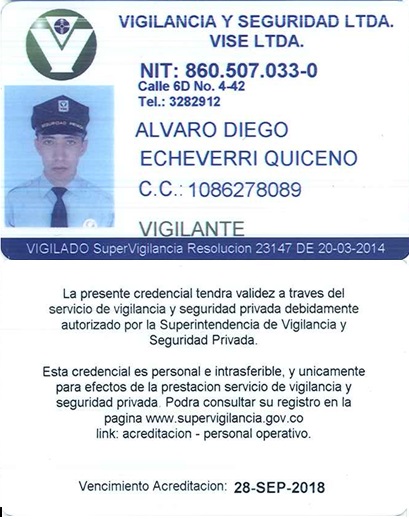 VIGILANCIA Y SEGURIDAD LTDA.
VISE LTDA.
NIT: 860.507.033-0
Calle 6D No. 4-42
Tel.: 3282912
ALVARO DIEGO
ECHEVERRI QUICENO
C.C.: 1086278089
VIGILANTE
VIGILADO SuperVigilancia Resolucion 23147 DE 20-03-2014
La presente credencial tendra validez a traves del
servicio de vigilancia y seguridad privada debidamente
autorizado por la Superintendencia de Vigilancia y
Seguridad Privada.
Esta credencial es personal e intrasferible, y unicamente
para efectos de la prestacion servicio de vigilancia y
seguridad privada. Podra consultar su registro en la
pagina www.supervigilancia.gov.co
link: acreditacion - personal operativo.
Vencimiento Acreditacion: 28-SEP-2018